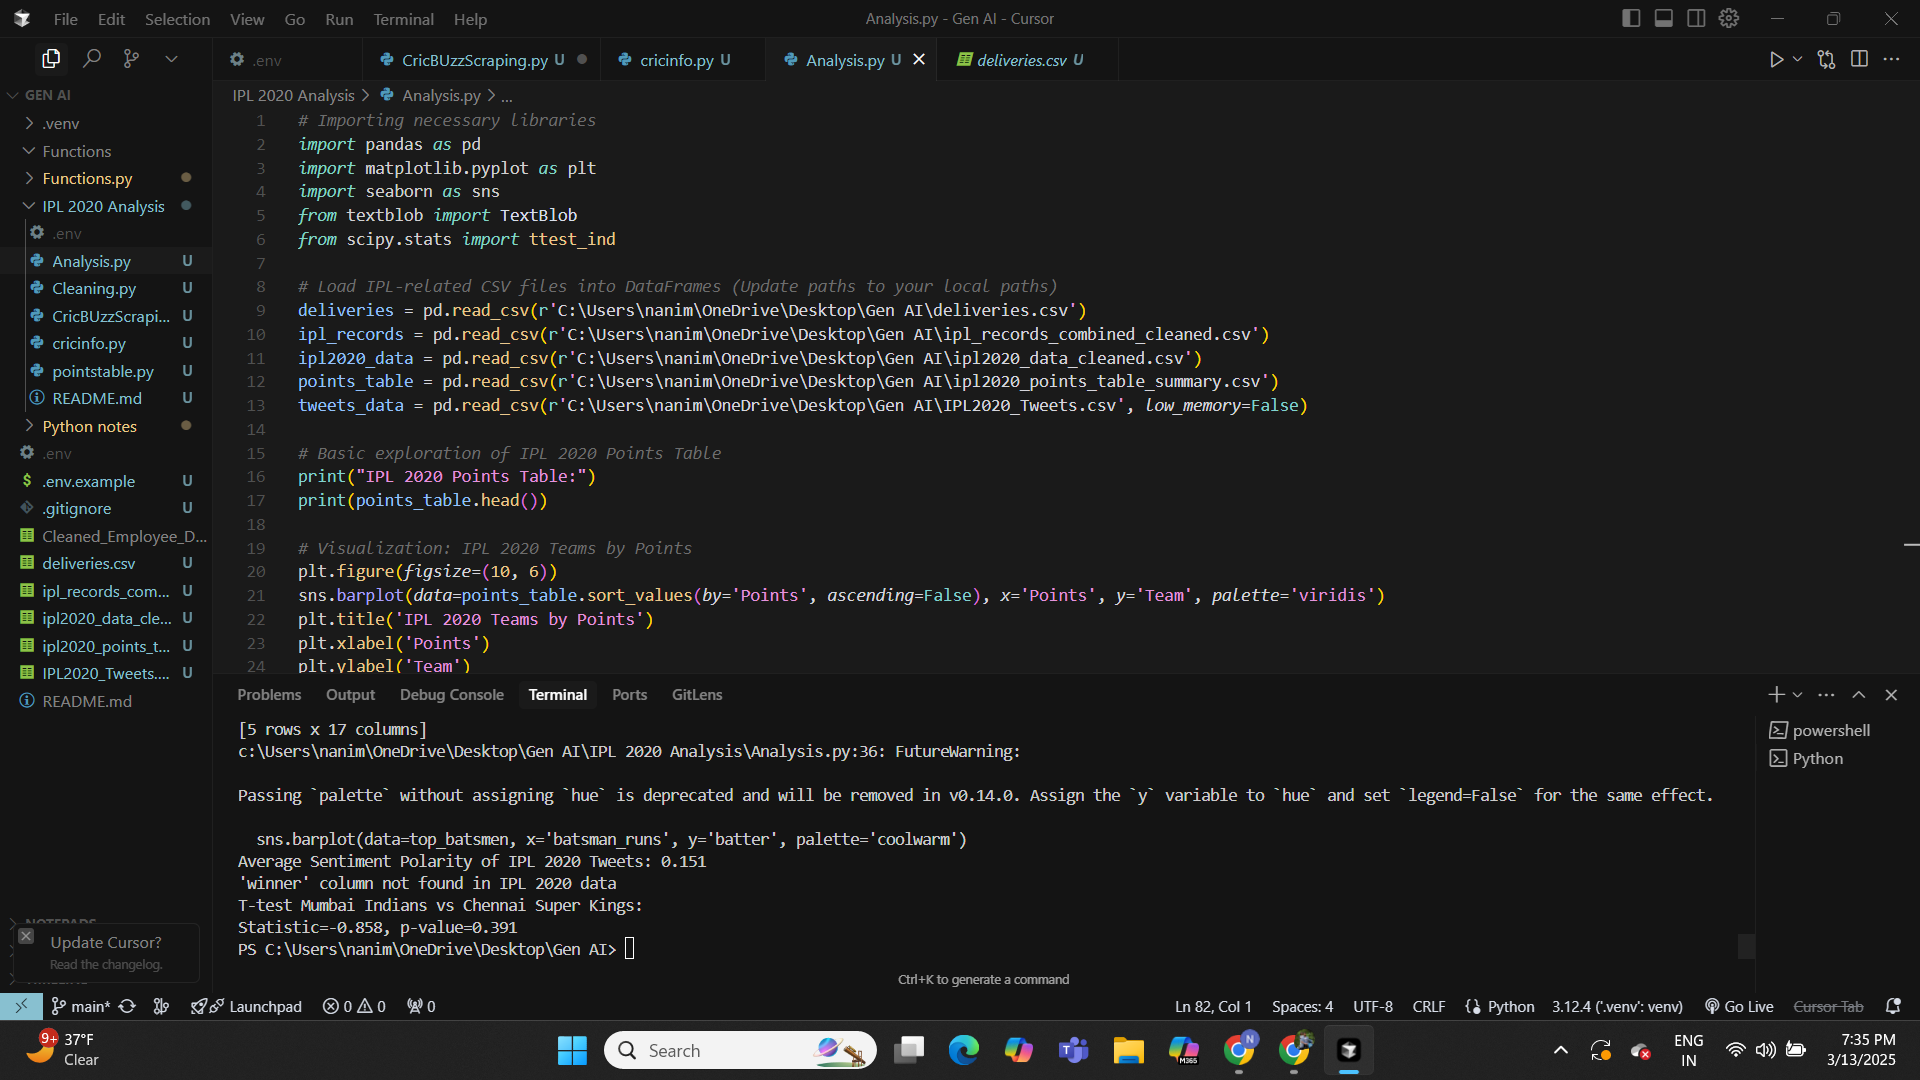 File Edit Selection View Go Run Terminal Help
Analysis.py - Gen AI - Cursor
.env
CricBUzzScraping.py U
cricinfo.py U
Analysis.py U
deliveries.csv U
GEN AI
.venv
Functions
Functions.py
IPL 2020 Analysis
.env
Analysis.py U
Cleaning.py U
CricBUzzScrapi... U
cricinfo.py U
pointstable.py U
README.md U
Python notes
.env
$ .env.example U
.gitignore U
Cleaned_Employee_D...
deliveries.csv U
ipl_records_com... U
ipl2020_data_cle... U
ipl2020_points_t... U
IPL2020_Tweets.... U
README.md
Update Cursor?
Read the changelog.
IPL 2020 Analysis > Analysis.py > ...
1 # Importing necessary libraries
2 import pandas as pd
3 import matplotlib.pyplot as plt
4 import seaborn as sns
5 from textblob import TextBlob
6 from scipy.stats import ttest_ind
7
8 # Load IPL-related CSV files into DataFrames (Update paths to your local paths)
9 deliveries = pd.read_csv(r'C:\Users\nanim\OneDrive\Desktop\Gen AI\deliveries.csv')
10 ipl_records = pd.read_csv(r'C:\Users\nanim\OneDrive\Desktop\Gen AI\ipl_records_combined_cleaned.csv')
11 ipl2020_data = pd.read_csv(r'C:\Users\nanim\OneDrive\Desktop\Gen AI\ipl2020_data_cleaned.csv')
12 points_table = pd.read_csv(r'C:\Users\nanim\OneDrive\Desktop\Gen AI\ipl2020_points_table_summary.csv')
13 tweets_data = pd.read_csv(r'C:\Users\nanim\OneDrive\Desktop\Gen AI\IPL2020_Tweets.csv', low_memory=False)
14
15 # Basic exploration of IPL 2020 Points Table
16 print("IPL 2020 Points Table:")
17 print(points_table.head())
18
19 # Visualization: IPL 2020 Teams by Points
20 plt.figure(figsize=(10, 6))
21 sns.barplot(data=points_table.sort_values(by='Points', ascending=False), x='Points', y='Team', palette='viridis')
22 plt.title('IPL 2020 Teams by Points')
23 plt.xlabel('Points')
24 plt.ylabel('Team')
Problems Output Debug Console Terminal Ports GitLens
[5 rows x 17 columns]
c:\Users\nanim\OneDrive\Desktop\Gen AI\IPL 2020 Analysis\Analysis.py:36: FutureWarning:
Passing `palette` without assigning `hue` is deprecated and will be removed in v0.14.0. Assign the `y` variable to `hue` and set `legend=False` for the same effect.
sns.barplot(data=top_batsmen, x='batsman_runs', y='batter', palette='coolwarm')
Average Sentiment Polarity of IPL 2020 Tweets: 0.151
'winner' column not found in IPL 2020 data
T-test Mumbai Indians vs Chennai Super Kings:
Statistic=-0.858, p-value=0.391
PS C:\Users\nanim\OneDrive\Desktop\Gen AI>
Ctrl+K to generate a command
powershell
Python
main* Launchpad 0 0 0
Ln 82, Col 1 Spaces: 4 UTF-8 CRLF Python 3.12.4 ('.venv': venv) Go Live Cursor Tab
9+ 37°F
Clear
Search
M365
N
ENG
IN
7:35 PM
3/13/2025